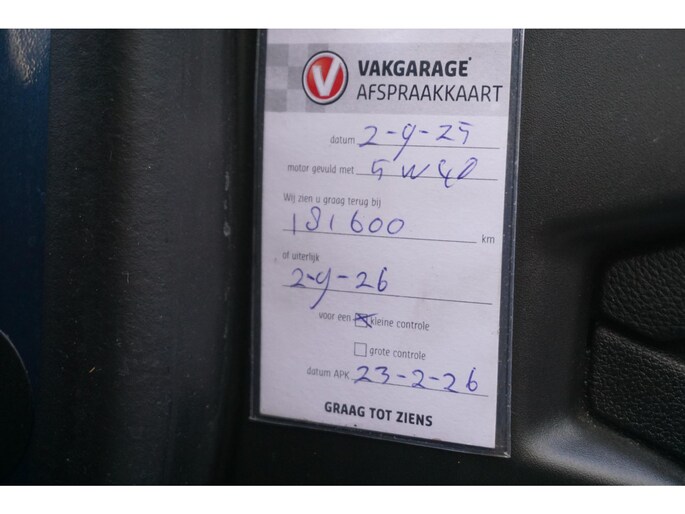 V VAKGARAGE
AFSPRAAKKAART
datum 2-9-25
motor gevuld met 5W40
Wij zien u graag terug bij
181600 km
of uiterlijk
2-9-26
voor een kleine controle
grote controle
datum APK 23-2-26
GRAAG TOT ZIENS